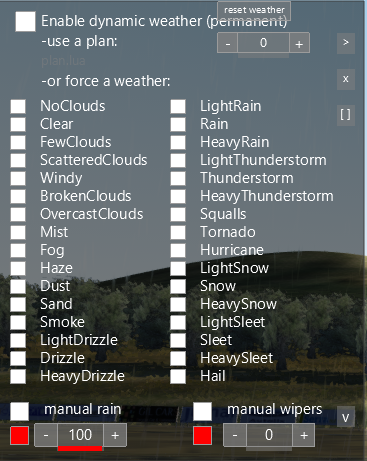 reset weather
Enable dynamic weather (permanent)
-use a plan:
- 0 +
>
plan.lua
x
-or force a weather:
NoClouds LightRain
[ ]
Clear Rain
FewClouds HeavyRain
ScatteredClouds LightThunderstorm
Windy Thunderstorm
BrokenClouds HeavyThunderstorm
OvercastClouds Squalls
Mist Tornado
Fog Hurricane
Haze LightSnow
Dust Snow
Sand HeavySnow
Smoke LightSleet
LightDrizzle Sleet
Drizzle HeavySleet
HeavyDrizzle Hail
manual rain manual wipers
v
- 100 + - 0 +